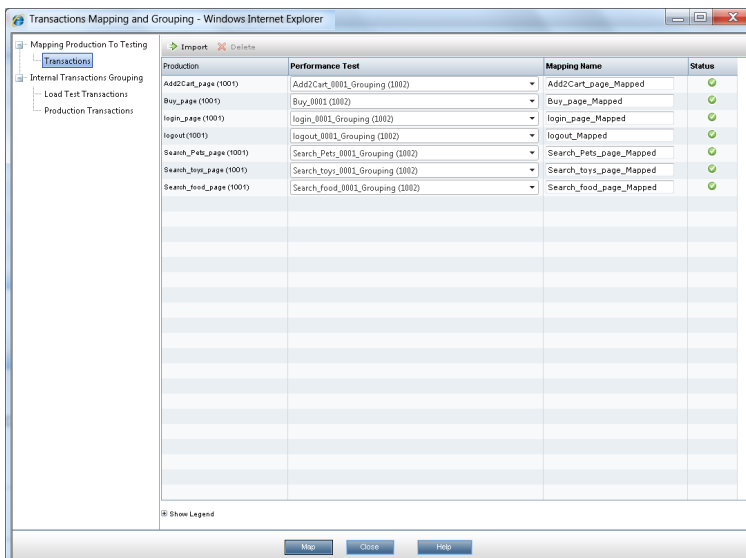 Transactions Mapping and Grouping - Windows Internet Explorer
Mapping Production To Testing
Transactions
Internal Transactions Grouping
Load Test Transactions
Production Transactions
Import Delete
Production Performance Test Mapping Name Status
Add2Cart_page (1001) Add2Cart_0001_Grouping (1002) Add2Cart_page_Mapped
Buy_page (1001) Buy_0001 (1002) Buy_page_Mapped
login_page (1001) login_0001_Grouping (1002) login_page_Mapped
logout (1001) logout_0001_Grouping (1002) logout_Mapped
Search_Pets_page (1001) Search_Pets_0001_Grouping (1002) Search_Pets_page_Mapped
Search_toys_page (1001) Search_toys_0001_Grouping (1002) Search_toys_page_Mapped
Search_food_page (1001) Search_food_0001_Grouping (1002) Search_food_page_Mapped
Show Legend
Map Close Help